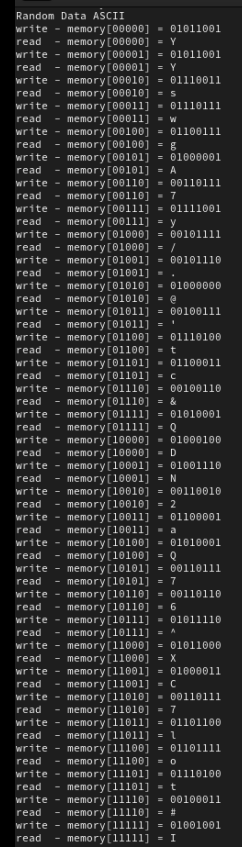 Random Data ASCII
write - memory[00000] = 01011001
read  - memory[00000] = Y
write - memory[00001] = 01011001
read  - memory[00001] = Y
write - memory[00010] = 01110011
read  - memory[00010] = s
write - memory[00011] = 01110111
read  - memory[00011] = w
write - memory[00100] = 01100111
read  - memory[00100] = g
write - memory[00101] = 01000001
read  - memory[00101] = A
write - memory[00110] = 00110111
read  - memory[00110] = 7
write - memory[00111] = 01111001
read  - memory[00111] = y
write - memory[01000] = 00101111
read  - memory[01000] = /
write - memory[01001] = 00101110
read  - memory[01001] = .
write - memory[01010] = 01000000
read  - memory[01010] = @
write - memory[01011] = 00100111
read  - memory[01011] = '
write - memory[01100] = 01110100
read  - memory[01100] = t
write - memory[01101] = 01100011
read  - memory[01101] = c
write - memory[01110] = 00100110
read  - memory[01110] = &
write - memory[01111] = 01010001
read  - memory[01111] = Q
write - memory[10000] = 01000100
read  - memory[10000] = D
write - memory[10001] = 01001110
read  - memory[10001] = N
write - memory[10010] = 00110010
read  - memory[10010] = 2
write - memory[10011] = 01100001
read  - memory[10011] = a
write - memory[10100] = 01010001
read  - memory[10100] = Q
write - memory[10101] = 00110111
read  - memory[10101] = 7
write - memory[10110] = 00110110
read  - memory[10110] = 6
write - memory[10111] = 01011110
read  - memory[10111] = ^
write - memory[11000] = 01011000
read  - memory[11000] = X
write - memory[11001] = 01000011
read  - memory[11001] = C
write - memory[11010] = 00110111
read  - memory[11010] = 7
write - memory[11011] = 01101100
read  - memory[11011] = l
write - memory[11100] = 01101111
read  - memory[11100] = o
write - memory[11101] = 01110100
read  - memory[11101] = t
write - memory[11110] = 00100011
read  - memory[11110] = #
write - memory[11111] = 01001001
read  - memory[11111] = I